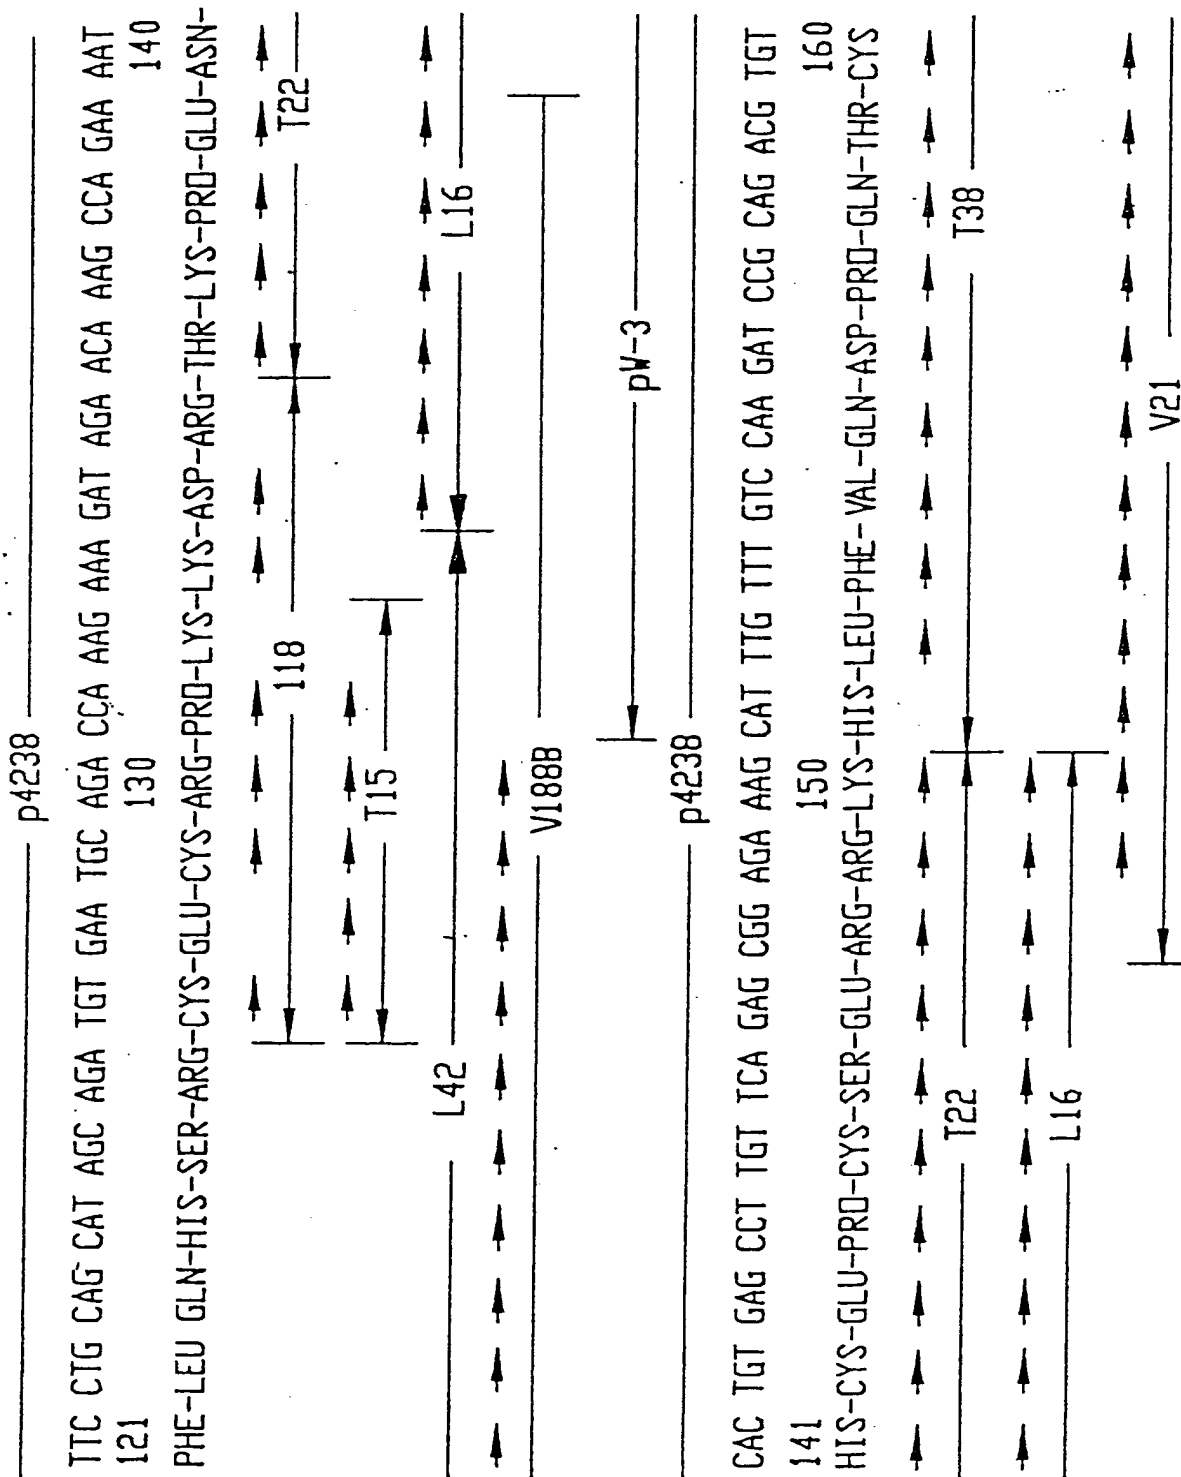 p4238
TTC CTG CAG CAT AGC AGA TGT GAA TGC AGA CCA AAG AAA GAT AGA ACA AAG CCA GAA AAT
121 130 140
PHE-LEU GLN-HIS-SER-ARG-CYS-GLU-CYS-ARG-PRO-LYS-LYS-ASP-ARG-THR-LYS-PRO-GLU-ASN-
118 T22
T15
L42 L16
V188B
pW-3
p4238
CAC TGT GAG CCT TGT TCA GAG CGG AGA AAG CAT TTG TTT GTC CAA GAT CCG CAG ACG TGT
141 150 160
HIS-CYS-GLU-PRO-CYS-SER-GLU-ARG-ARG-LYS-HIS-LEU-PHE-VAL-GLN-ASP-PRO-GLN-THR-CYS
T22 T38
L16
V21